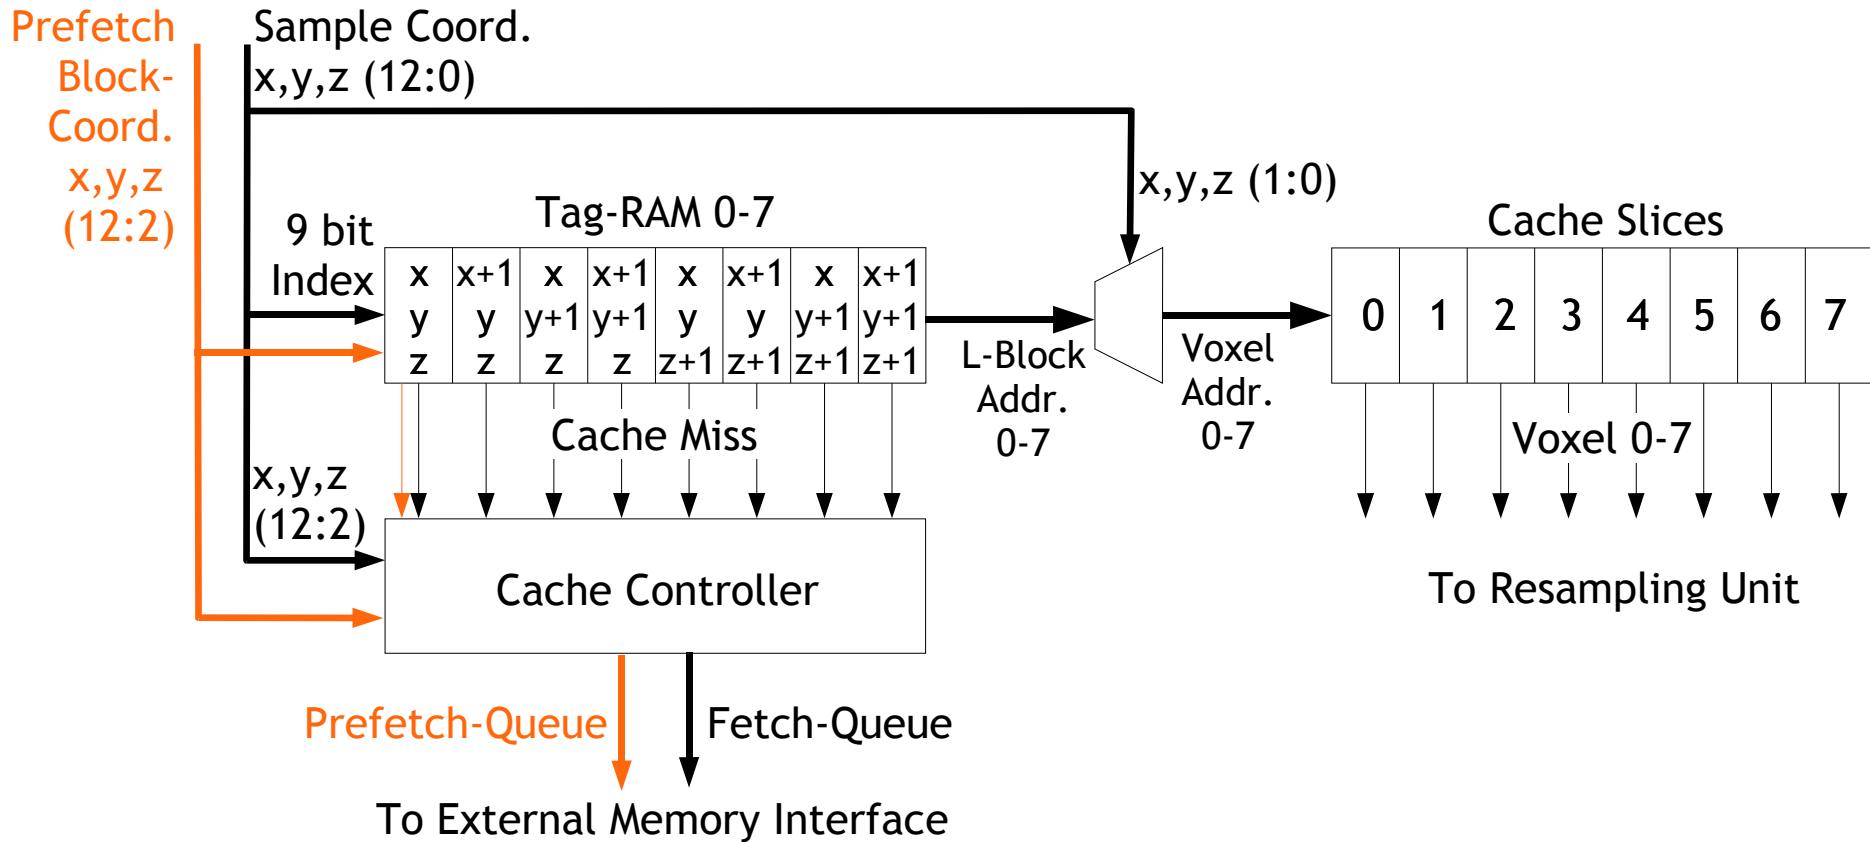 Prefetch
Block-
Coord.
x,y,z
(12:2)
Sample Coord.
x,y,z (12:0)
x,y,z (1:0)
9 bit
Index
Tag-RAM 0-7
x x+1 x x+1 x x+1 x x+1
y y y+1 y+1 y y y+1 y+1
z z z z z+1 z+1 z+1 z+1
L-Block
Addr.
0-7
Voxel
Addr.
0-7
Cache Slices
0 1 2 3 4 5 6 7
Cache Miss
Voxel 0-7
x,y,z
(12:2)
Cache Controller
To Resampling Unit
Prefetch-Queue
Fetch-Queue
To External Memory Interface